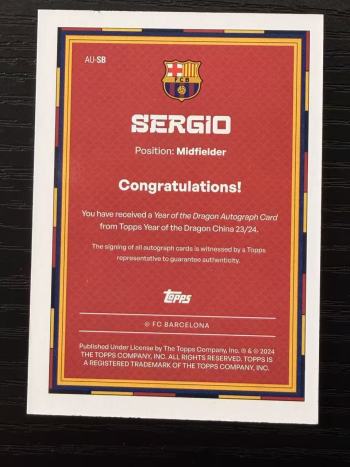 AU-SB
FCB
SERGIO
Position: Midfielder
Congratulations!
You have received a Year of the Dragon Autograph Card
from Topps Year of the Dragon China 23/24.
The signing of all autograph cards is witnessed by a Topps
representative to guarantee authenticity.
Topps
© FC BARCELONA
Published Under License by The Topps Company, Inc. ® & © 2024
THE TOPPS COMPANY, INC. ALL RIGHTS RESERVED. TOPPS IS
A REGISTERED TRADEMARK OF THE TOPPS COMPANY, INC.